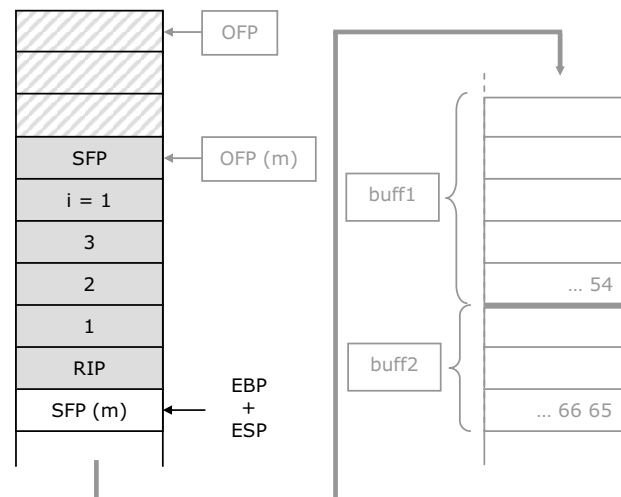 OFP
SFP
OFP (m)
i = 1
3
2
1
RIP
SFP (m)
EBP
+
ESP
buff1
... 54
buff2
... 66 65